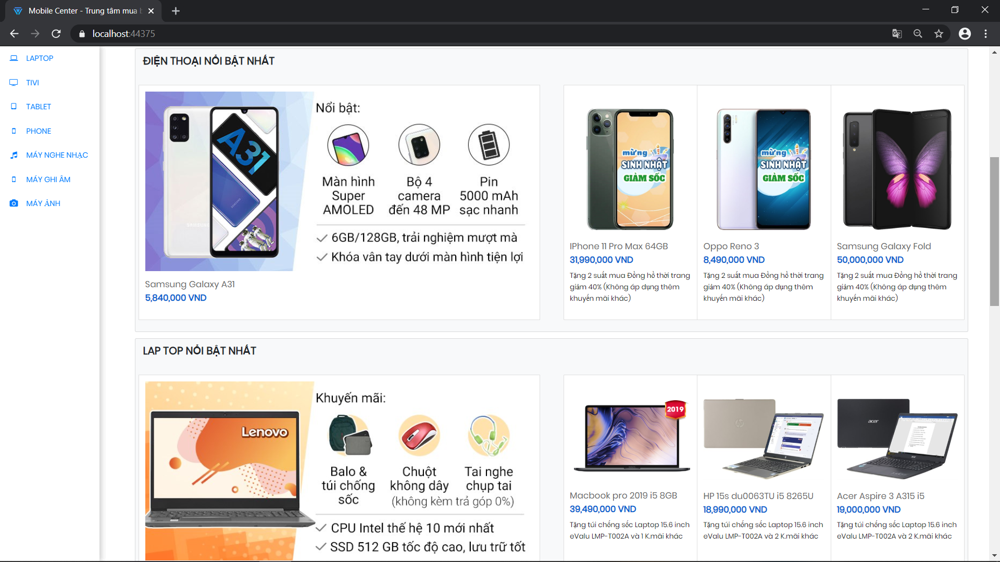 Mobile Center - Trung tâm mua b
localhost:44375
LAPTOP
TIVI
TABLET
PHONE
MÁY NGHE NHẠC
MÁY GHI ÂM
MÁY ẢNH
ĐIỆN THOẠI NỔI BẬT NHẤT
A31
SAMSUNG
Nổi bật:
Màn hình
Super
AMOLED
Bộ 4
camera
đến 48 MP
Pin
5000 mAh
sạc nhanh
6GB/128GB, trải nghiệm mượt mà
Khóa vân tay dưới màn hình tiện lợi
Samsung Galaxy A31
5,840,000 VND
mừng
SINH NHẬT
GIẢM SỐC
IPhone 11 Pro Max 64GB
31,990,000 VND
Tặng 2 suất mua Đồng hồ thời trang
giảm 40% (Không áp dụng thêm
khuyến mãi khác)
mừng
SINH NHẬT
GIẢM SỐC
Oppo Reno 3
8,490,000 VND
Tặng 2 suất mua Đồng hồ thời trang
giảm 40% (Không áp dụng thêm
khuyến mãi khác)
Samsung Galaxy Fold
50,000,000 VND
Tặng 2 suất mua Đồng hồ thời trang
giảm 40% (Không áp dụng thêm
khuyến mãi khác)
LAP TOP NỔI BẬT NHẤT
Lenovo
Khuyến mãi:
Balo &
túi chống
sốc
Chuột
không dây
Tai nghe
chụp tai
(không kèm trả góp 0%)
CPU Intel thế hệ 10 mới nhất
SSD 512 GB tốc độ cao, lưu trữ tốt
2019
Macbook pro 2019 i5 8GB
39,490,000 VND
Tặng túi chống sốc Laptop 15.6 inch
eValu LMP-T002A và 1 K.mãi khác
HP 15s du0063TU i5 8265U
18,990,000 VND
Tặng túi chống sốc Laptop 15.6 inch
eValu LMP-T002A và 2 K.mãi khác
acer
Acer Aspire 3 A315 i5
19,000,000 VND
Tặng túi chống sốc Laptop 15.6 inch
eValu LMP-T002A và 2 K.mãi khác